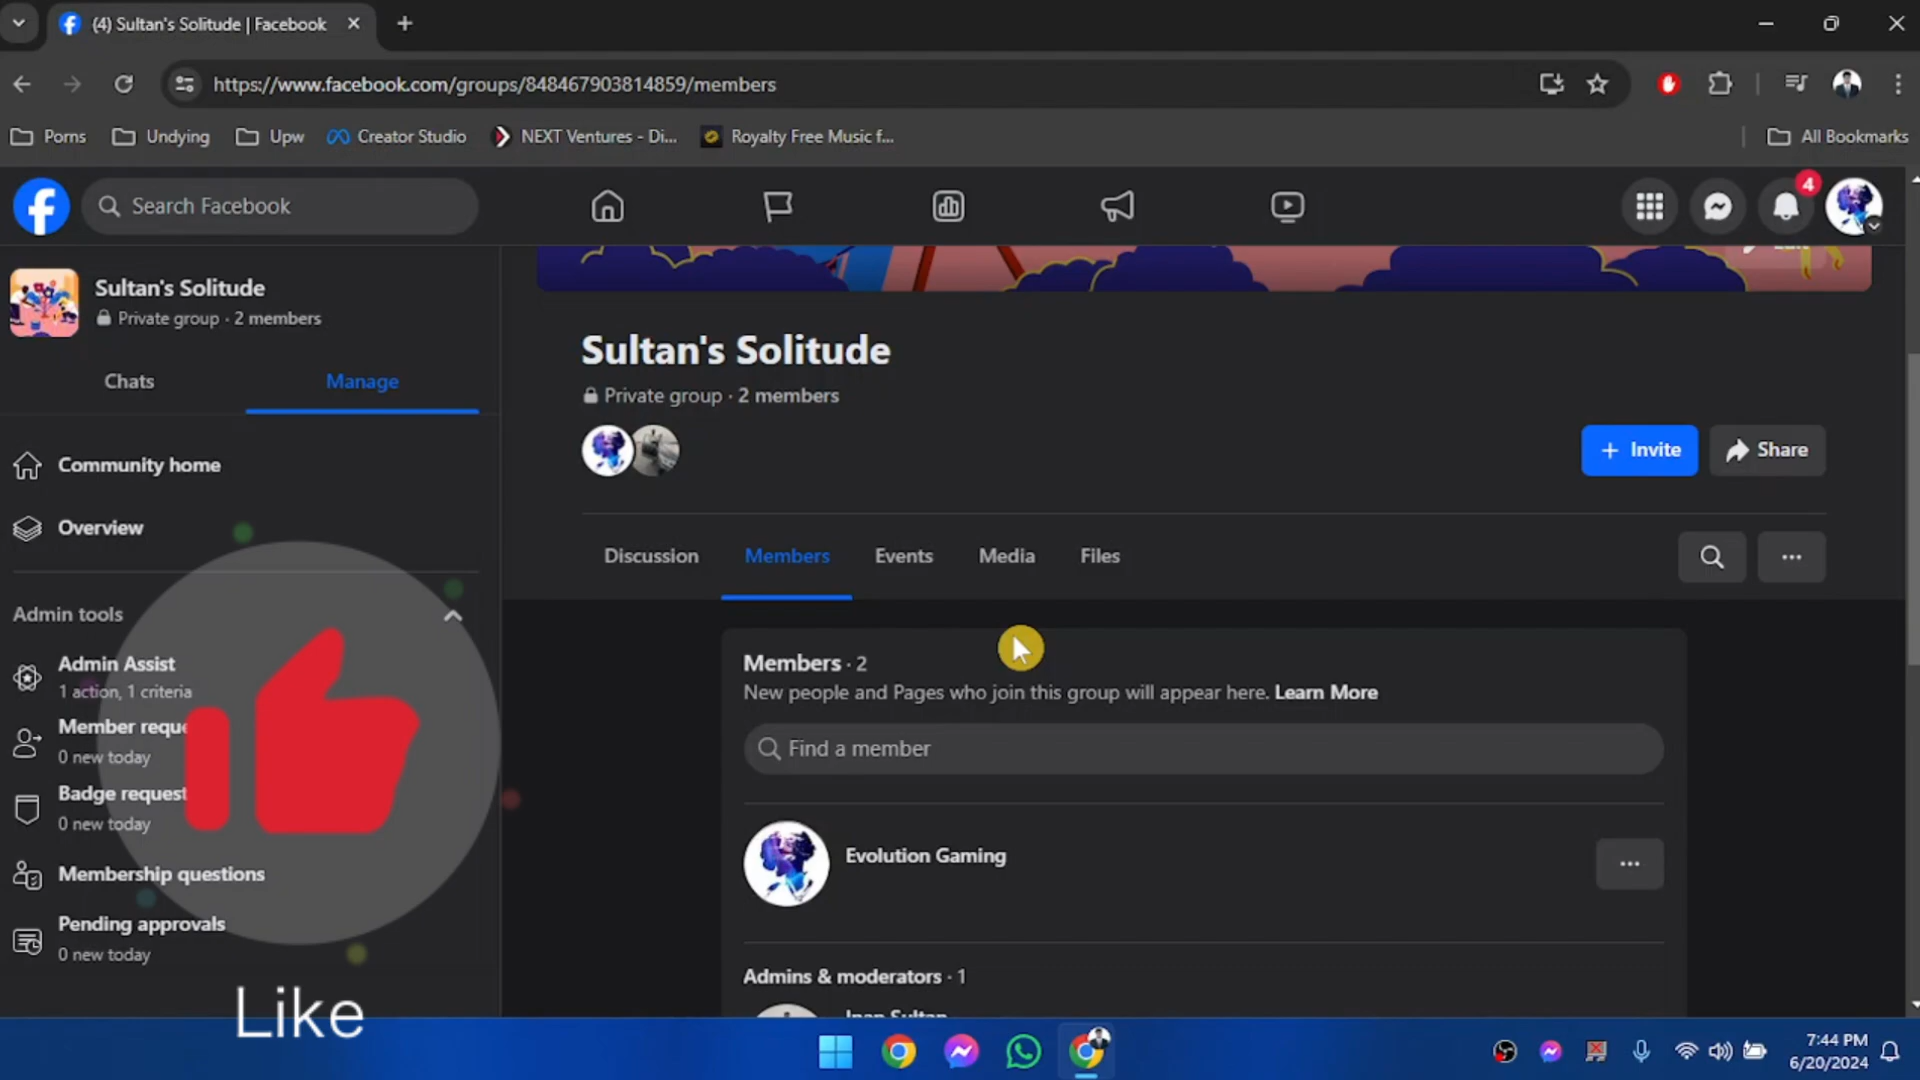 (4) Sultan's Solitude | Facebook
https://www.facebook.com/groups/848467903814859/members
Porns
Undying
Upw
Creator Studio
NEXT Ventures - Di...
Royalty Free Music f...
All Bookmarks
Search Facebook
4
Sultan's Solitude
Private group · 2 members
Chats
Manage
Community home
Overview
Admin tools
Admin Assist
1 action, 1 criteria
Member reque
0 new today
Badge request
0 new today
Membership questions
Pending approvals
0 new today
Like
Sultan's Solitude
Private group · 2 members
+ Invite
Share
Discussion
Members
Events
Media
Files
Members · 2
New people and Pages who join this group will appear here. Learn More
Find a member
Evolution Gaming
Admins & moderators · 1
7:44 PM
6/20/2024